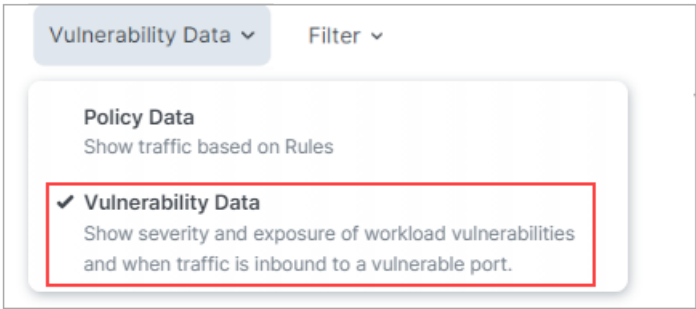 Vulnerability Data Filter
Policy Data
Show traffic based on Rules
Vulnerability Data
Show severity and exposure of workload vulnerabilities
and when traffic is inbound to a vulnerable port.